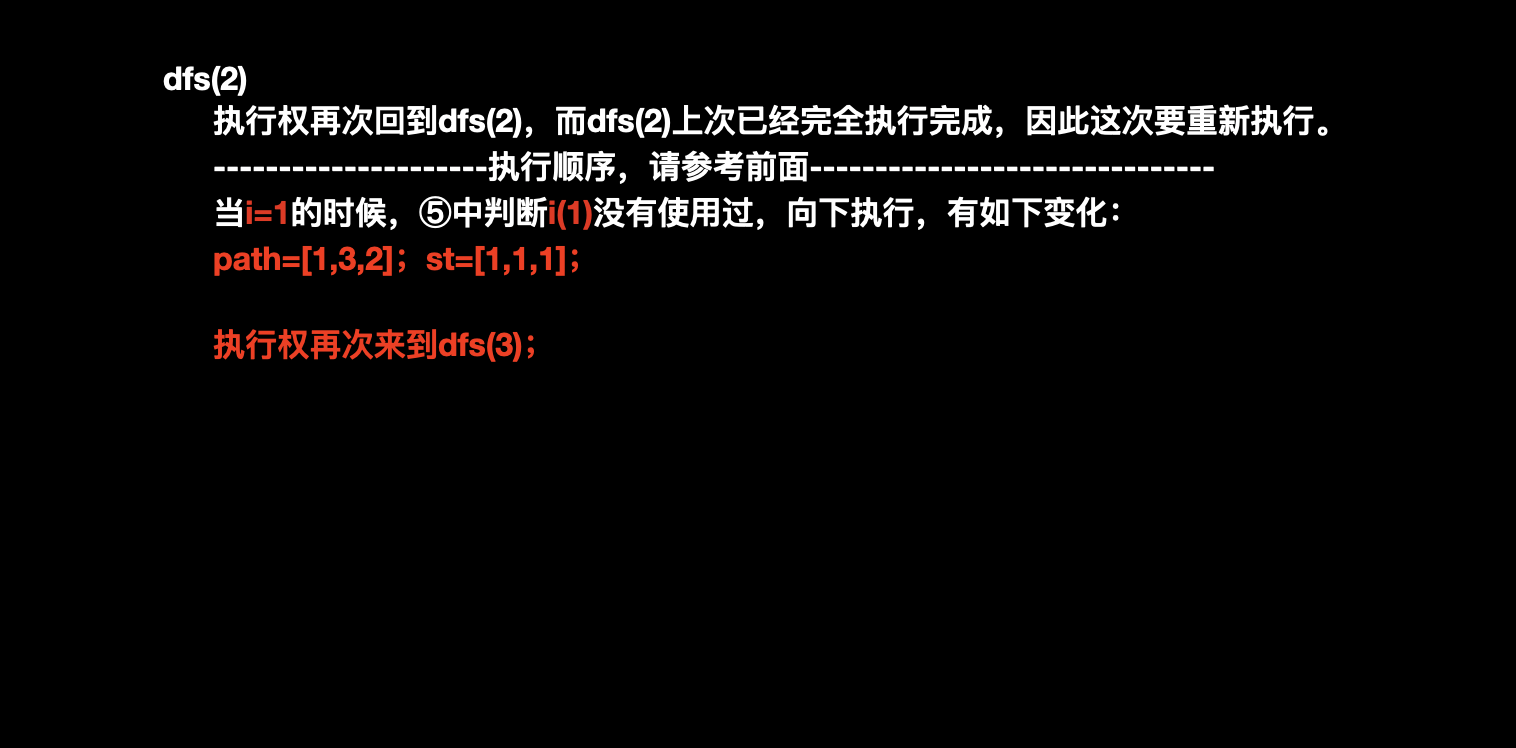 dfs(2)
执行权再次回到dfs(2)，而dfs(2)上次已经完全执行完成，因此这次要重新执行。
---------------------执行顺序，请参考前面-------------------------------
当i=1的时候，⑤中判断i(1)没有使用过，向下执行，有如下变化：
path=[1,3,2]；st=[1,1,1]；
执行权再次来到dfs(3)；